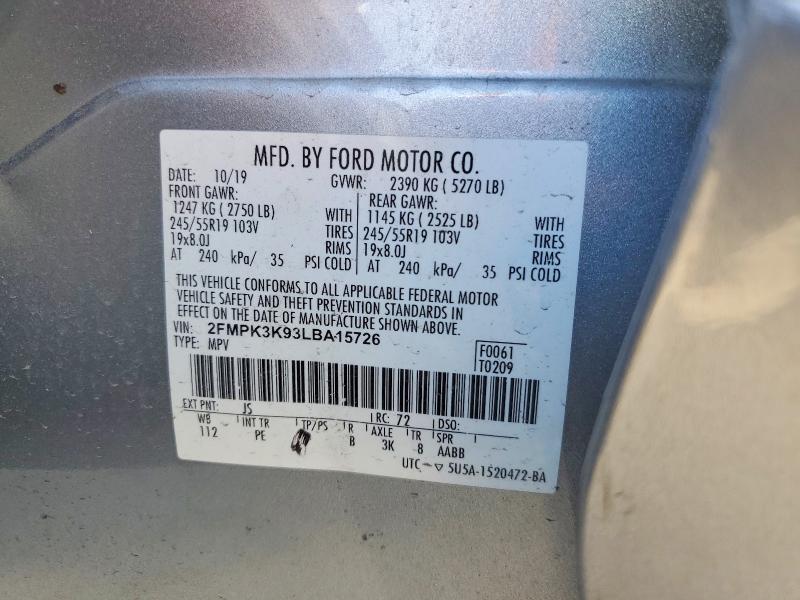 MFD. BY FORD MOTOR CO.
DATE: 10/19 GVWR: 2390 KG ( 5270 LB)
FRONT GAWR: REAR GAWR:
1247 KG ( 2750 LB) WITH 1145 KG ( 2525 LB) WITH
245/55R19 103V TIRES 245/55R19 103V TIRES
19x8.0J RIMS 19x8.0J RIMS
AT 240 kPa/ 35 PSI COLD AT 240 kPa/ 35 PSI COLD
THIS VEHICLE CONFORMS TO ALL APPLICABLE FEDERAL MOTOR
VEHICLE SAFETY AND THEFT PREVENTION STANDARDS IN
EFFECT ON THE DATE OF MANUFACTURE SHOWN ABOVE.
VIN: 2FMPK3K93LBA15726
TYPE: MPV F0061
T0209
EXT PNT: JS RC: 72 DSO:
WB INT TR TP/PS R AXLE TR SPR
112 PE B 3K 8 AABB
UTC ▽ 5U5A-1520472-BA